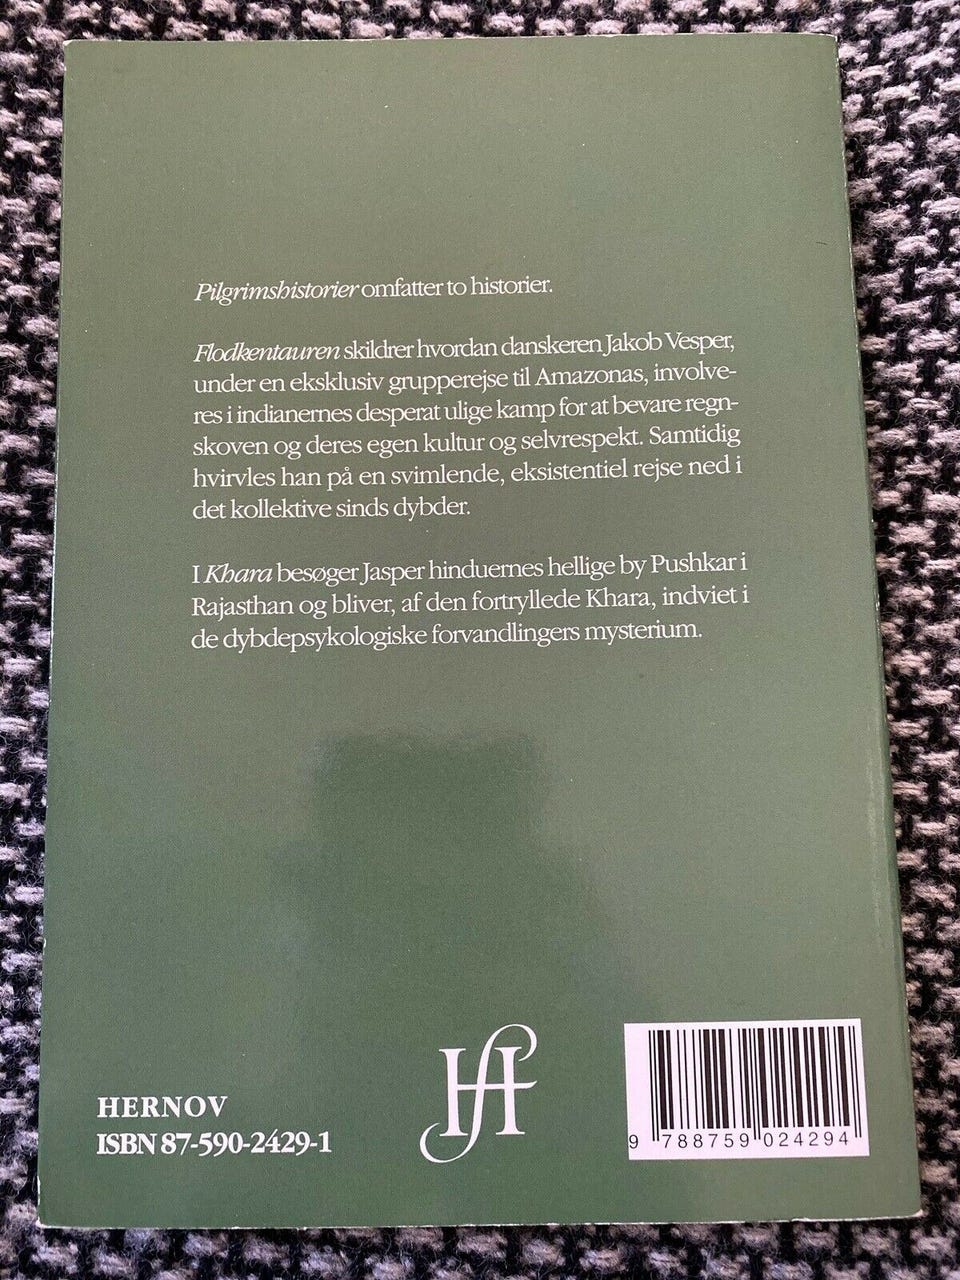 Pilgrimshistorier omfatter to historier.
Flodkentauren skildrer hvordan danskeren Jakob Vesper,
under en eksklusiv grupperejse til Amazonas, involve-
res i indianernes desperat ulige kamp for at bevare regn-
skoven og deres egen kultur og selvrespekt. Samtidig
hvirvles han på en svimlende, eksistentiel rejse ned i
det kollektive sinds dybder.
I Khara besøger Jasper hinduernes hellige by Pushkar i
Rajasthan og bliver, af den fortryllede Khara, indviet i
de dybdepsykologiske forvandlingers mysterium.
HERNOV
ISBN 87-590-2429-1
Hf
9 788759 024294